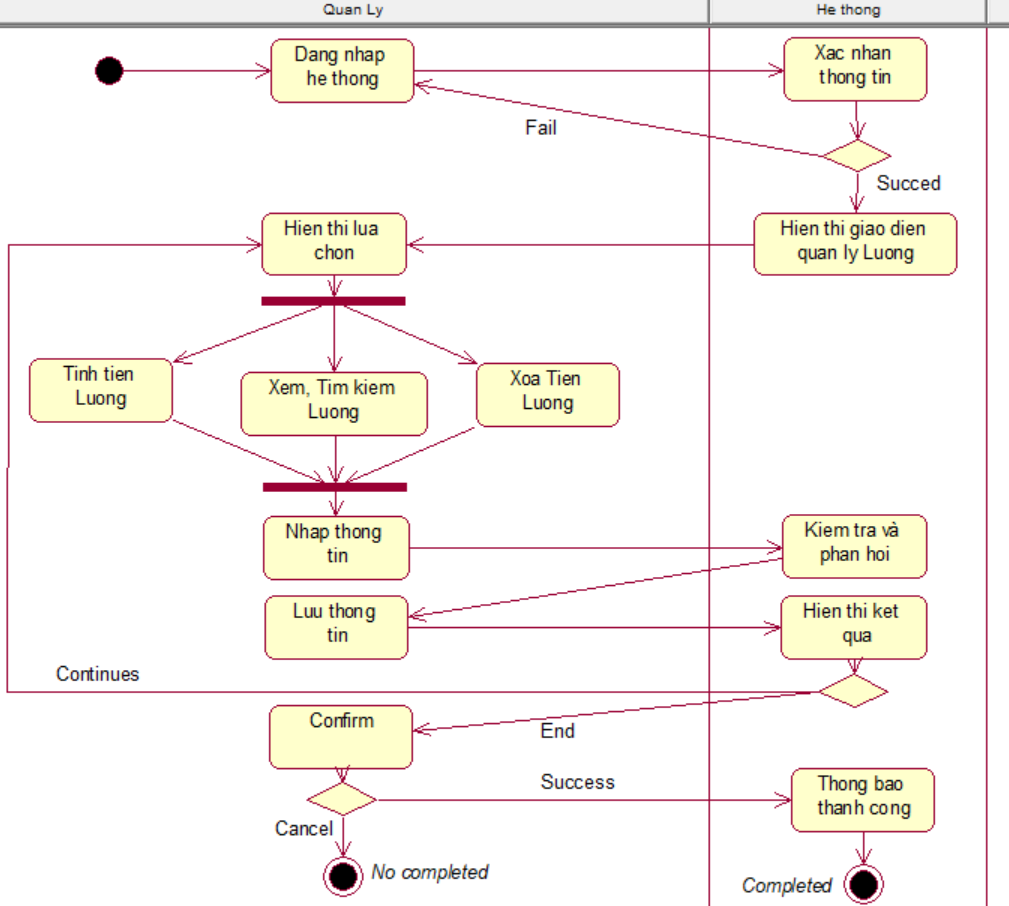 Quan Ly
He thong
Dang nhap
he thong
Xac nhan
thong tin
Fail
Succed
Hien thi lua
chon
Hien thi giao dien
quan ly Luong
Tinh tien
Luong
Xem, Tim kiem
Luong
Xoa Tien
Luong
Nhap thong
tin
Kiem tra và
phan hoi
Luu thong
tin
Hien thi ket
qua
Continues
Confirm
End
Success
Thong bao
thanh cong
Cancel
No completed
Completed